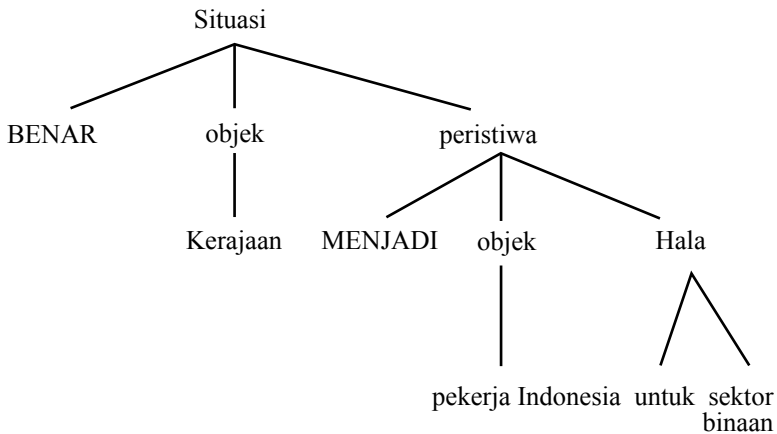 Situasi
BENAR objek peristiwa
Kerajaan MENJADI objek Hala
pekerja Indonesia untuk sektor
binaan